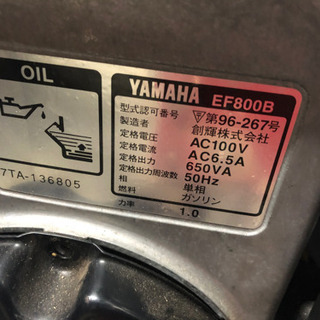 OIL
7TA-136805
YAMAHA EF800B
型式認可番号 第96-267号
製造者 創輝株式会社
定格電圧 AC100V
定格電流 AC6.5A
定格出力 650VA
定格出力周波数 50Hz
相 単相
燃料 ガソリン
力率 1.0